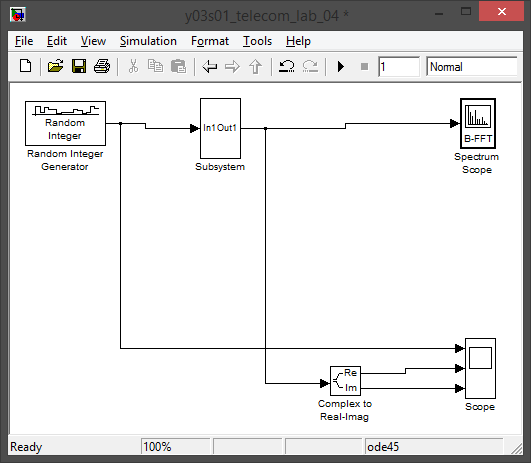 y03s01_telecom_lab_04 *
File Edit View Simulation Format Tools Help
1 Normal
Random
Integer
Random Integer
Generator
In1 Out1
Subsystem
B-FFT
Spectrum
Scope
Re
Im
Complex to
Real-Imag
Scope
Ready 100% ode45